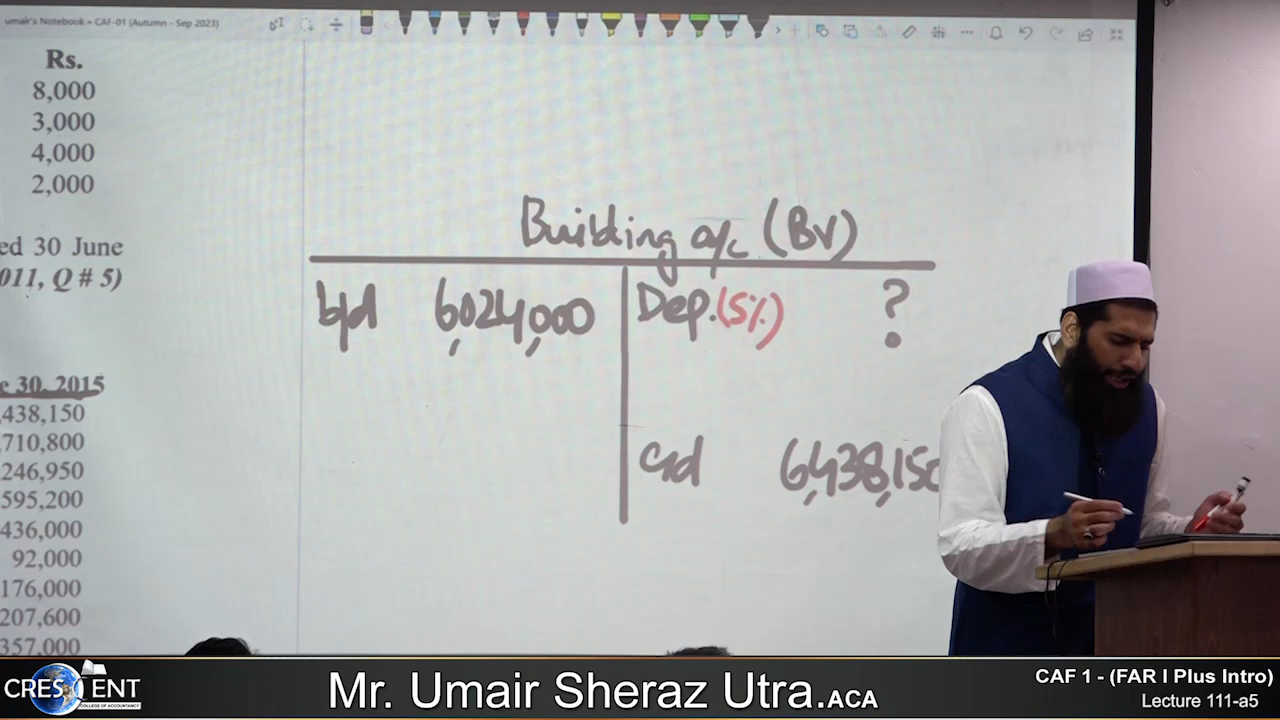 umair's Notebook » CAF-01 (Autumn - Sep 2023)
Rs.
8,000
3,000
4,000
2,000
ed 30 June
011, Q # 5)
e 30, 2015
,438,150
,710,800
246,950
595,200
436,000
92,000
176,000
207,600
357,000
Building a/c (BV)
b/d 6,024,000 Dep. (5%) ?
c/d 6,438,150
CRESCENT
COLLEGE OF ACCOUNTANCY
Mr. Umair Sheraz Utra.ACA
CAF 1 - (FAR I Plus Intro)
Lecture 111-a5